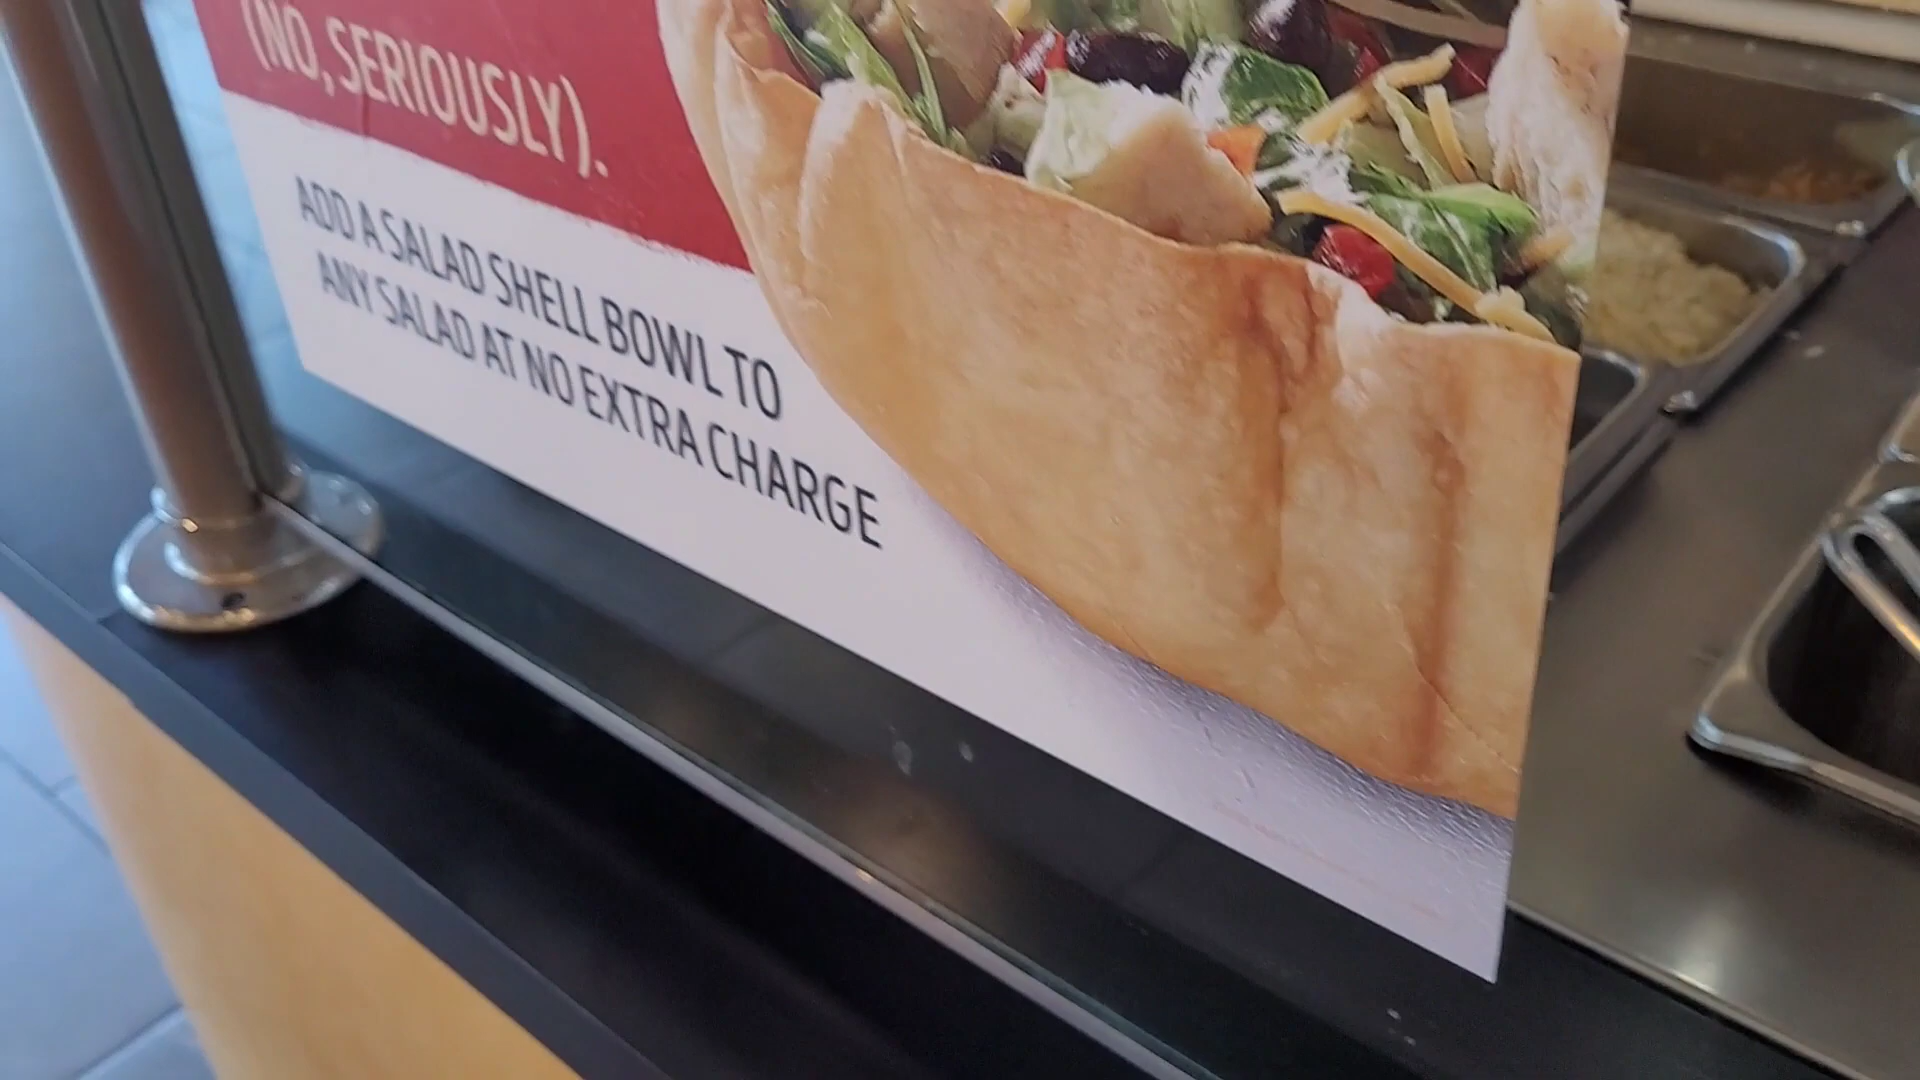 (NO, SERIOUSLY).
ADD A SALAD SHELL BOWL TO
ANY SALAD AT NO EXTRA CHARGE